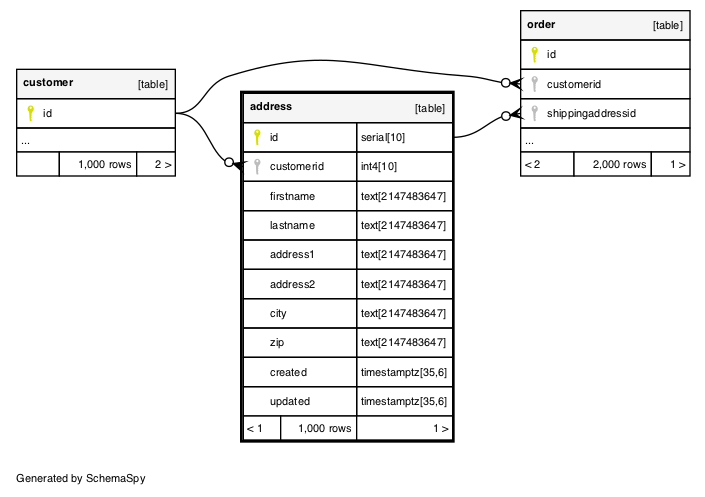 customer [table]
id
...
1,000 rows 2 >
address [table]
id serial[10]
customerid int4[10]
firstname text[2147483647]
lastname text[2147483647]
address1 text[2147483647]
address2 text[2147483647]
city text[2147483647]
zip text[2147483647]
created timestamptz[35,6]
updated timestamptz[35,6]
< 1 1,000 rows 1 >
order [table]
id
customerid
shippingaddressid
...
< 2 2,000 rows 1 >
Generated by SchemaSpy